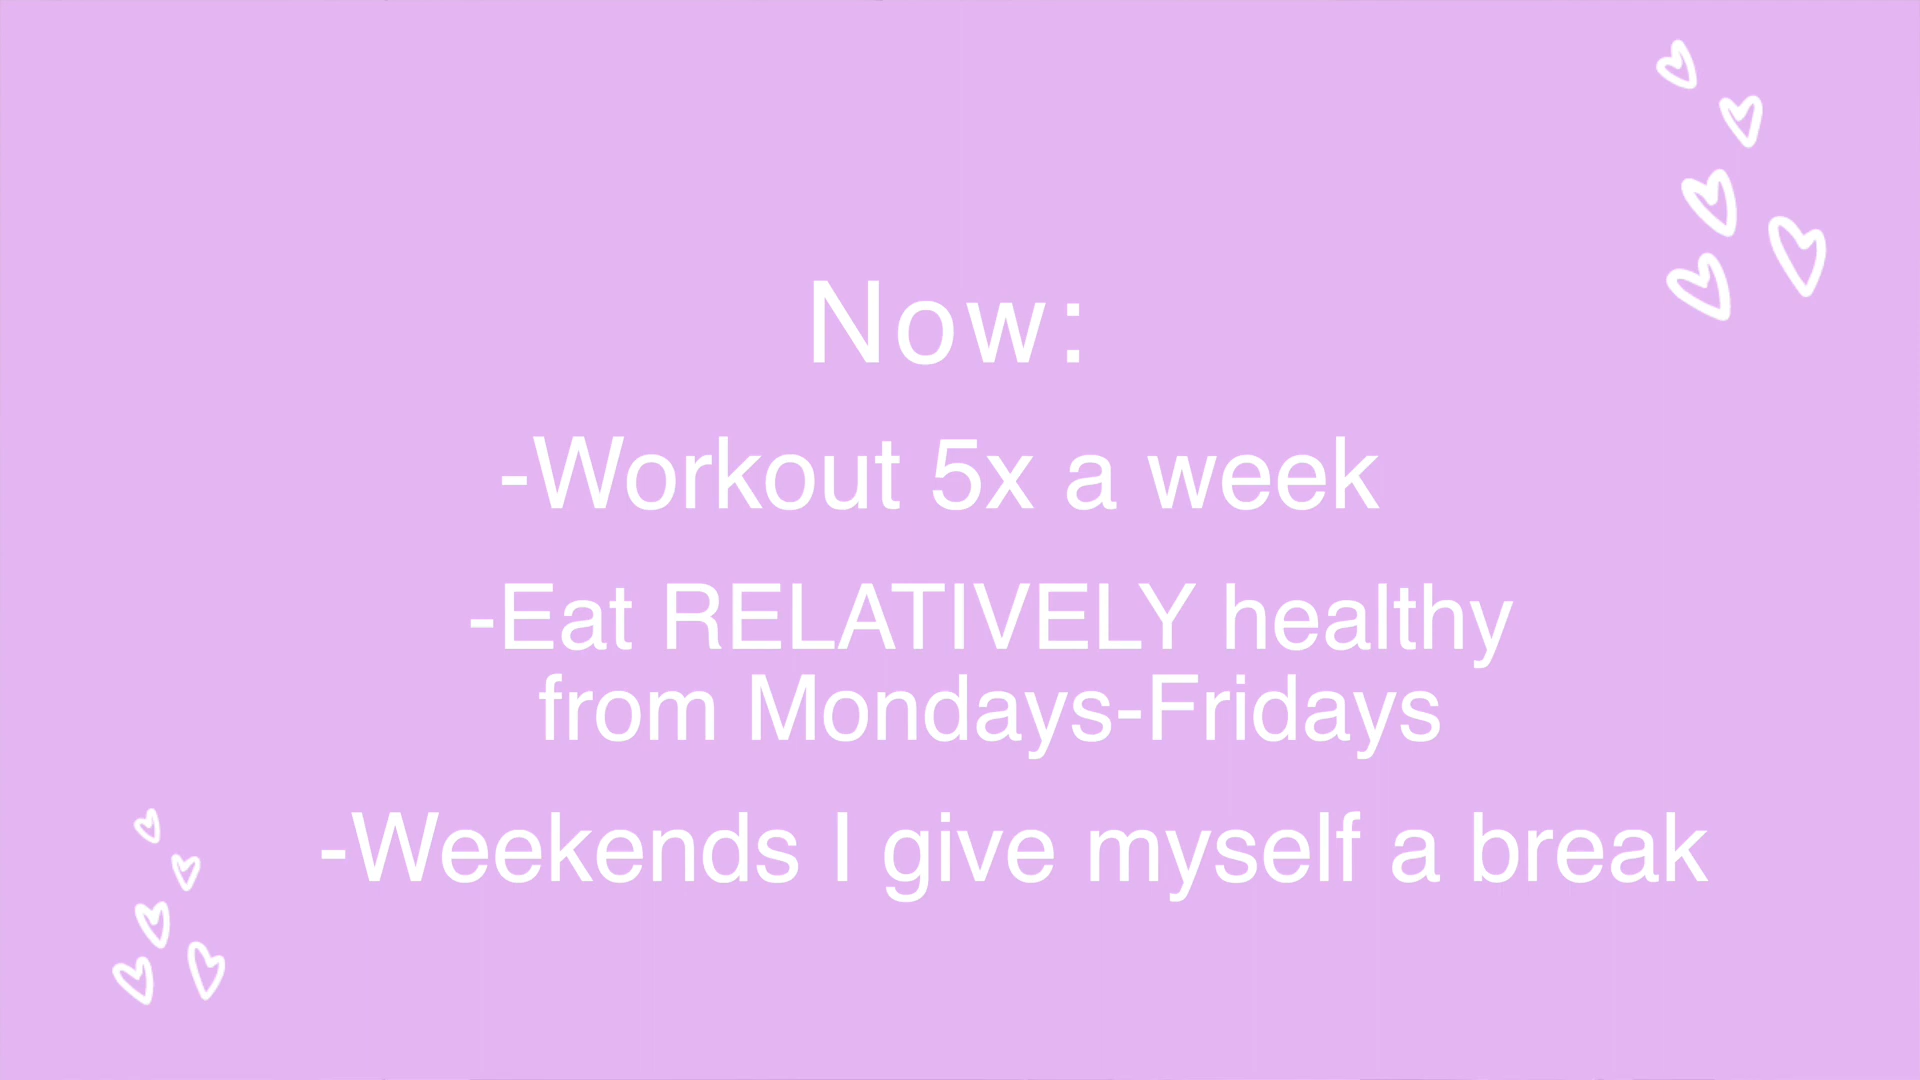 Now:
-Workout 5x a week
-Eat RELATIVELY healthy
from Mondays-Fridays
-Weekends I give myself a break